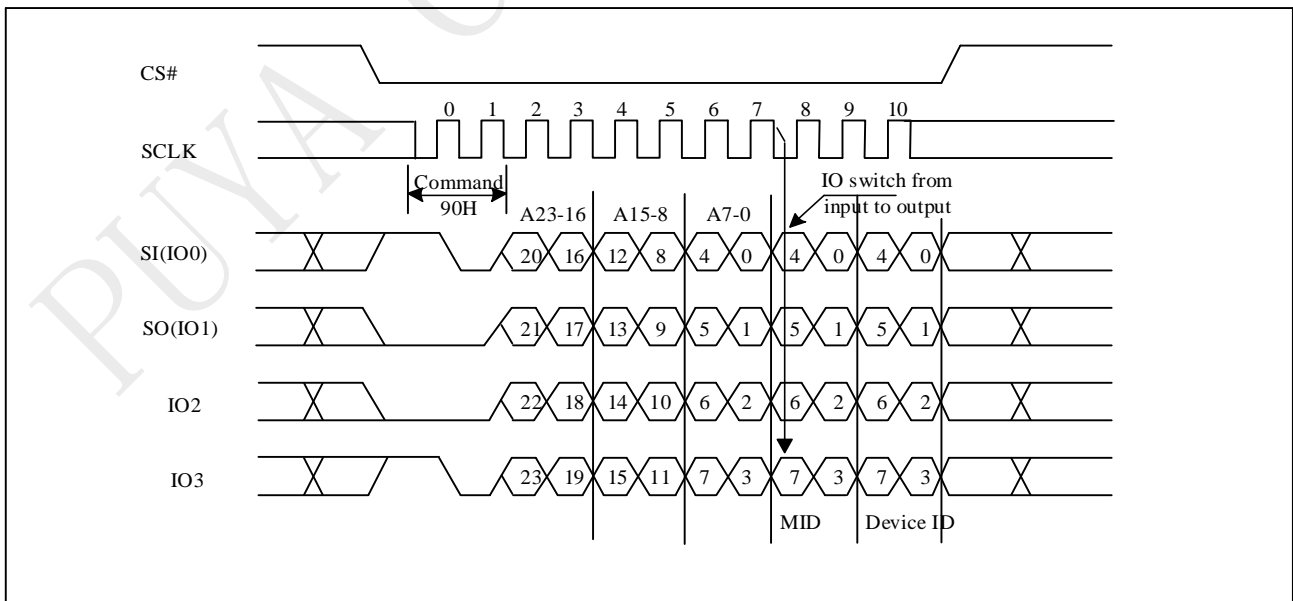 PUYA
CS#
0 1 2 3 4 5 6 7 8 9 10
SCLK
Command
90H
IO switch from
input to output
A23-16 A15-8 A7-0
SI(IO0) 20 16 12 8 4 0 4 0 4 0
SO(IO1) 21 17 13 9 5 1 5 1 5 1
IO2 22 18 14 10 6 2 6 2 6 2
IO3 23 19 15 11 7 3 7 3 7 3
MID Device ID